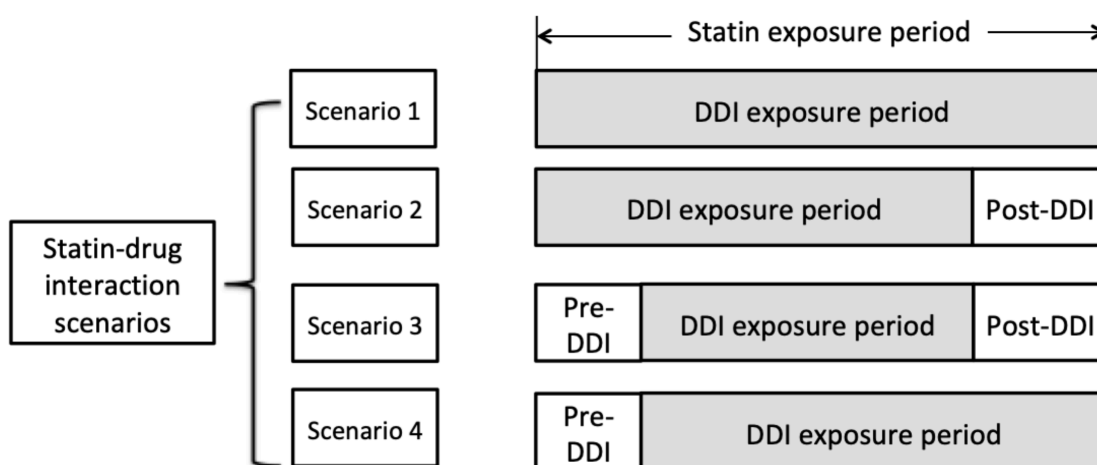 Statin exposure period
Scenario 1
DDI exposure period
Scenario 2
DDI exposure period
Post-DDI
Statin-drug
interaction
scenarios
Scenario 3
Pre-
DDI
DDI exposure period
Post-DDI
Scenario 4
Pre-
DDI
DDI exposure period